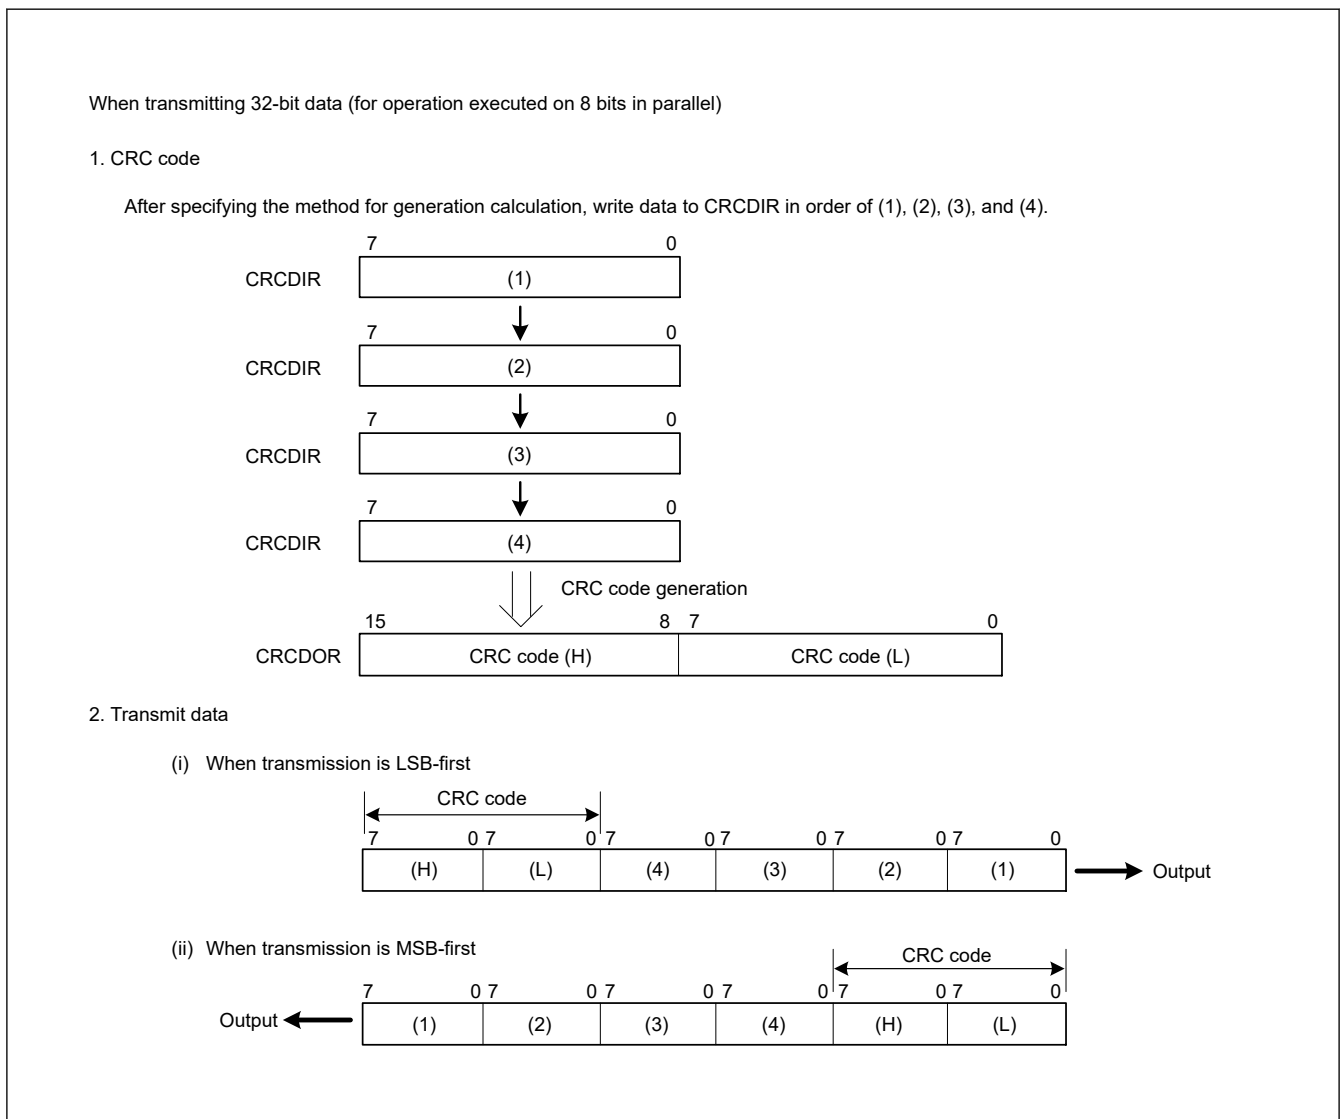 When transmitting 32-bit data (for operation executed on 8 bits in parallel)
1. CRC code
After specifying the method for generation calculation, write data to CRCDIR in order of (1), (2), (3), and (4).
7 0
CRCDIR (1)
7 0
CRCDIR (2)
7 0
CRCDIR (3)
7 0
CRCDIR (4)
CRC code generation
15 8 7 0
CRCDOR CRC code (H) CRC code (L)
2. Transmit data
(i) When transmission is LSB-first
CRC code
7 0 7 0 7 0 7 0 7 0 7 0
(H) (L) (4) (3) (2) (1) Output
(ii) When transmission is MSB-first
CRC code
7 0 7 0 7 0 7 0 7 0 7 0
Output (1) (2) (3) (4) (H) (L)